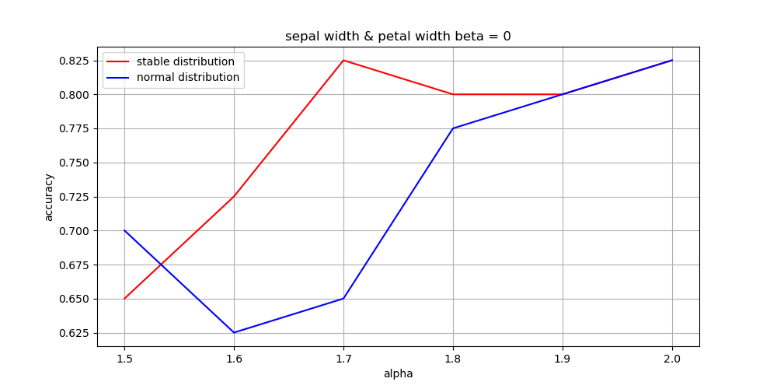 sepal width & petal width beta = 0
stable distribution
normal distribution
0.825
0.800
0.775
0.750
0.725
0.700
0.675
0.650
0.625
accuracy
1.5 1.6 1.7 1.8 1.9 2.0
alpha